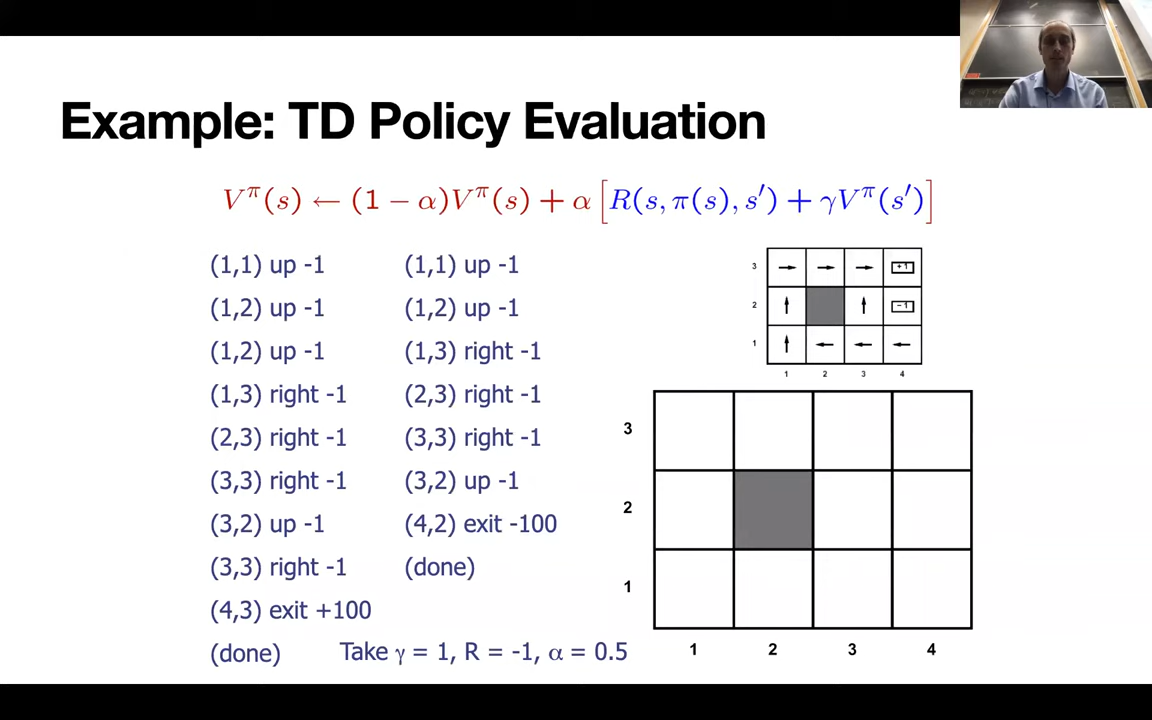 Example: TD Policy Evaluation
V^π(s) ← (1 − α)V^π(s) + α [R(s, π(s), s′) + γV^π(s′)]
(1,1) up -1
(1,2) up -1
(1,2) up -1
(1,3) right -1
(2,3) right -1
(3,3) right -1
(3,2) up -1
(3,3) right -1
(4,3) exit +100
(done)
(1,1) up -1
(1,2) up -1
(1,3) right -1
(2,3) right -1
(3,3) right -1
(3,2) up -1
(4,2) exit -100
(done)
Take γ = 1, R = -1, α = 0.5
3 → → → +1
2 ↑ ↑ -1
1 ↑ ← ← ←
1 2 3 4
3
2
1
1 2 3 4